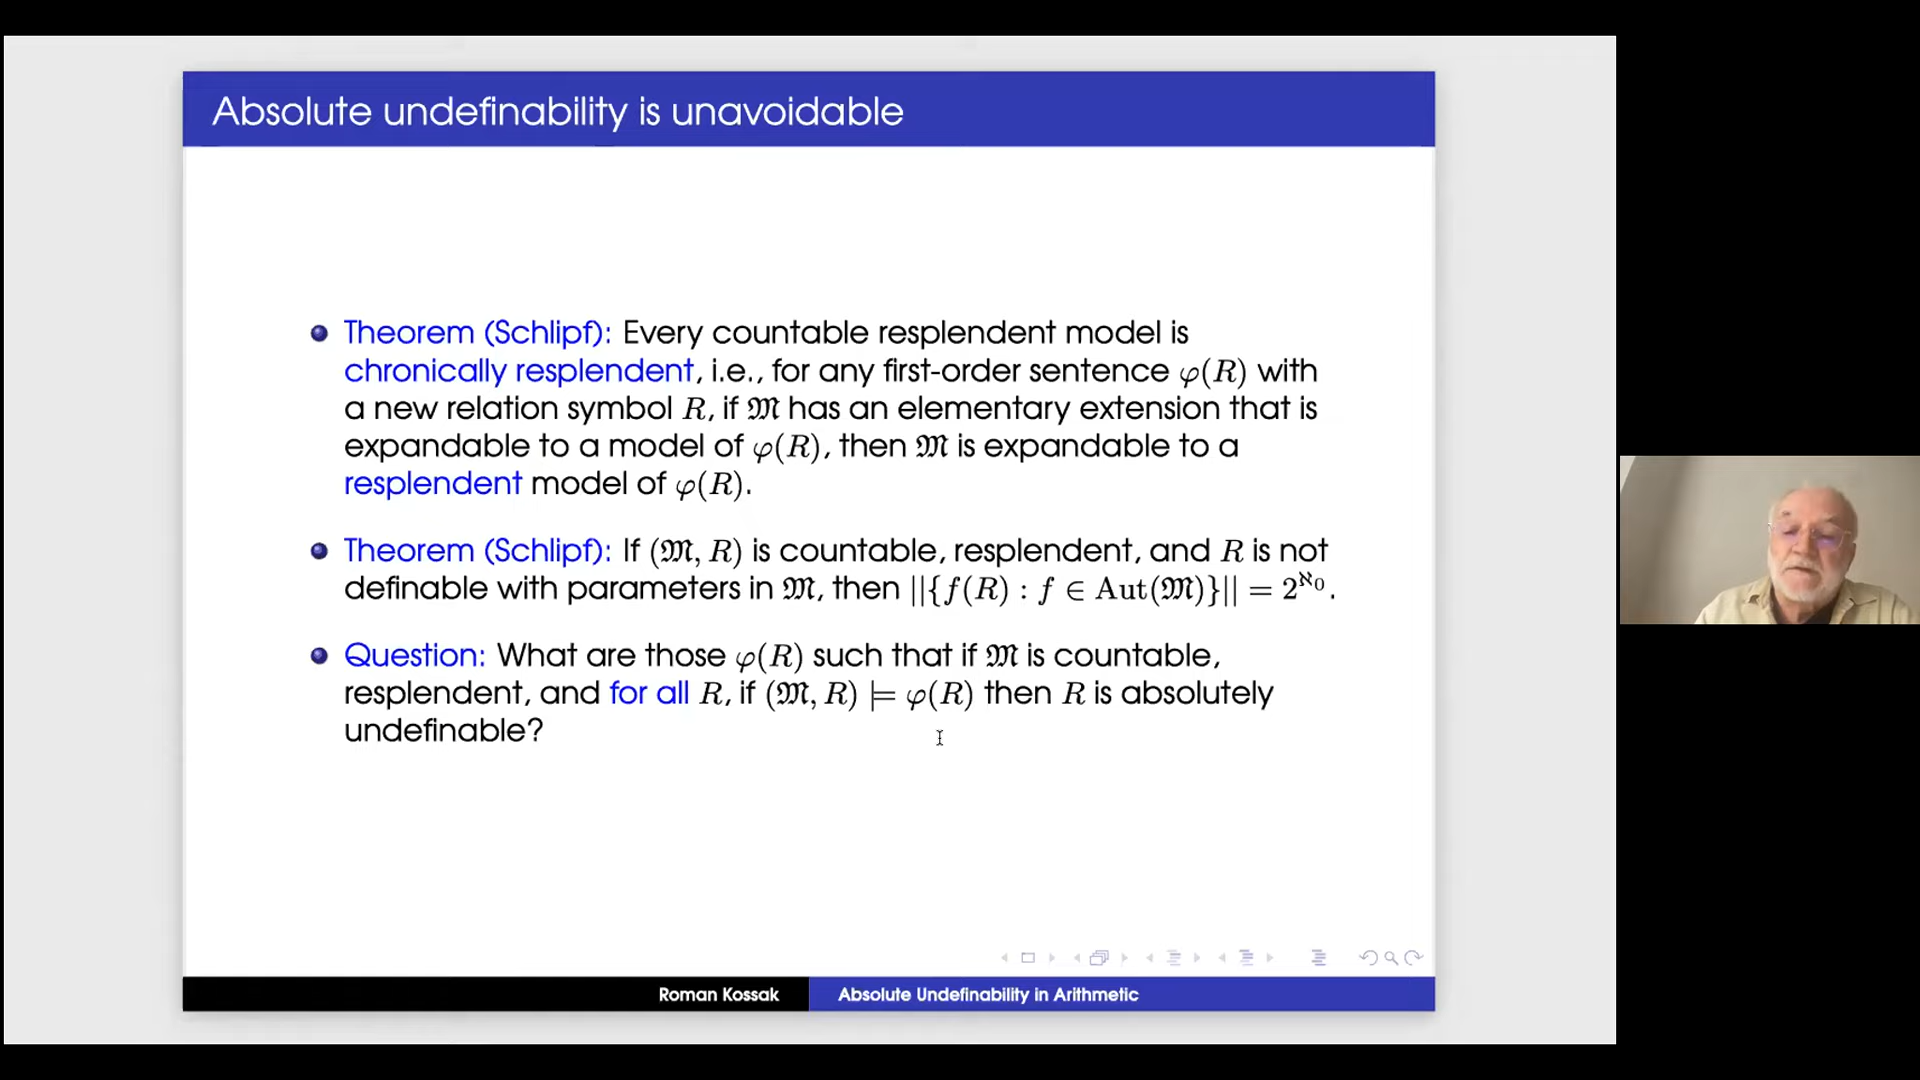 Absolute undefinability is unavoidable
Theorem (Schlipf): Every countable resplendent model is
chronically resplendent, i.e., for any first-order sentence φ(R) with
a new relation symbol R, if 𝔐 has an elementary extension that is
expandable to a model of φ(R), then 𝔐 is expandable to a
resplendent model of φ(R).
Theorem (Schlipf): If (𝔐, R) is countable, resplendent, and R is not
definable with parameters in 𝔐, then ||{f(R) : f ∈ Aut(𝔐)}|| = 2^ℵ₀.
Question: What are those φ(R) such that if 𝔐 is countable,
resplendent, and for all R, if (𝔐, R) ⊨ φ(R) then R is absolutely
undefinable?
Roman Kossak
Absolute Undefinability in Arithmetic